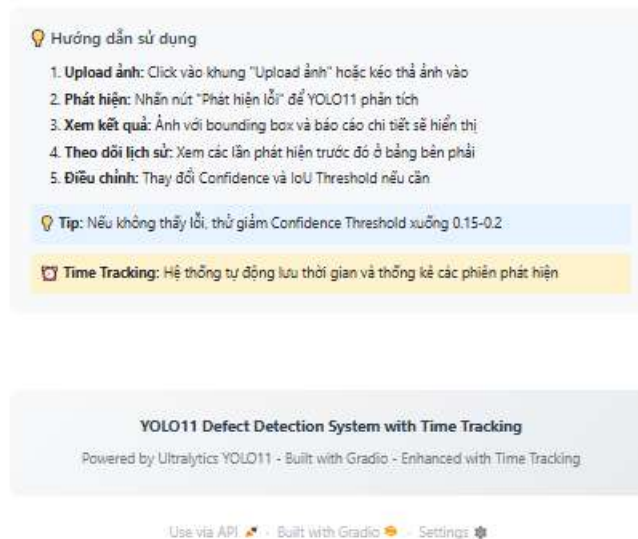 Hướng dẫn sử dụng
1. Upload ảnh: Click vào khung "Upload ảnh" hoặc kéo thả ảnh vào
2. Phát hiện: Nhấn nút "Phát hiện lỗi" để YOLO11 phân tích
3. Xem kết quả: Ảnh với bounding box và báo cáo chi tiết sẽ hiển thị
4. Theo dõi lịch sử: Xem các lần phát hiện trước đó ở bảng bên phải
5. Điều chỉnh: Thay đổi Confidence và IoU Threshold nếu cần
Tip: Nếu không thấy lỗi, thử giảm Confidence Threshold xuống 0.15-0.2
Time Tracking: Hệ thống tự động lưu thời gian và thống kê các phiên phát hiện
YOLO11 Defect Detection System with Time Tracking
Powered by Ultralytics YOLO11 - Built with Gradio - Enhanced with Time Tracking
Use via API · Built with Gradio · Settings